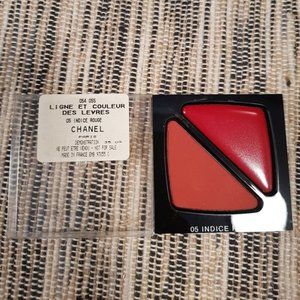 054 055
LIGNE ET COULEUR
DES LEVRES
05 INDICE ROUGE
CHANEL
PARIS
DEMONSTRATION
NE PEUT ETRE VENDU - NOT FOR SALE
MADE IN FRANCE
05 INDICE